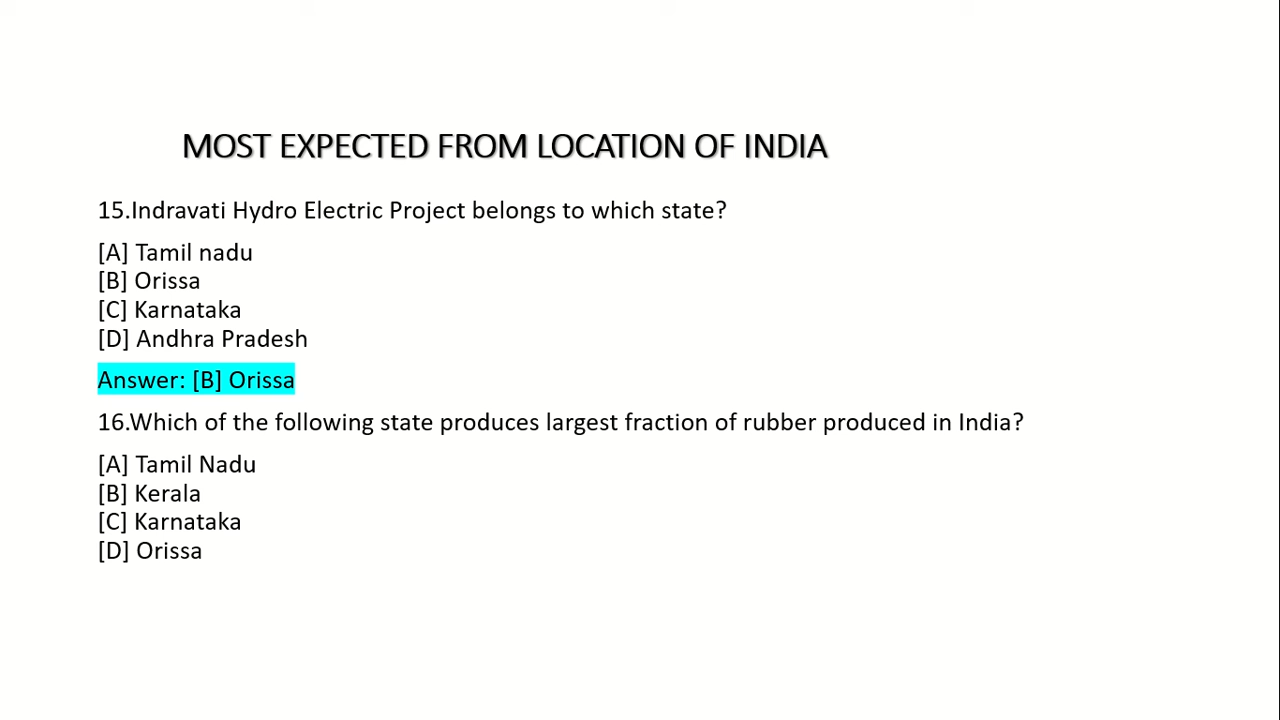 MOST EXPECTED FROM LOCATION OF INDIA
15.Indravati Hydro Electric Project belongs to which state?
[A] Tamil nadu
[B] Orissa
[C] Karnataka
[D] Andhra Pradesh
Answer: [B] Orissa
16.Which of the following state produces largest fraction of rubber produced in India?
[A] Tamil Nadu
[B] Kerala
[C] Karnataka
[D] Orissa